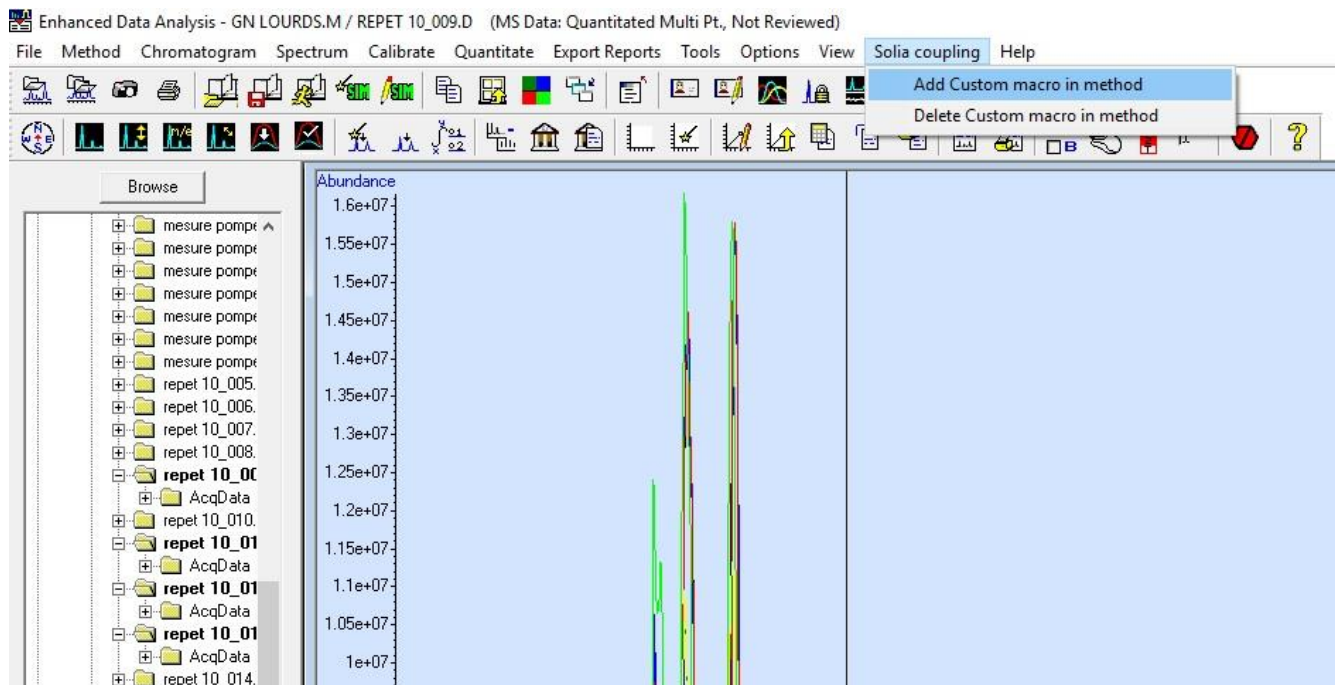 Enhanced Data Analysis - GN LOURDS.M / REPET 10_009.D (MS Data: Quantitated Multi Pt., Not Reviewed)
File Method Chromatogram Spectrum Calibrate Quantitate Export Reports Tools Options View Solia coupling Help
Add Custom macro in method
Delete Custom macro in method
SIM SIM
N W E S n/e
B
?
Browse
mesure pompe
mesure pompe
mesure pompe
mesure pompe
mesure pompe
mesure pompe
mesure pompe
repet 10_005.
repet 10_006.
repet 10_007.
repet 10_008.
repet 10_00
AcqData
repet 10_010.
repet 10_01
AcqData
repet 10_01
AcqData
repet 10_01
AcqData
repet 10_014.
Abundance
1.6e+07
1.55e+07
1.5e+07
1.45e+07
1.4e+07
1.35e+07
1.3e+07
1.25e+07
1.2e+07
1.15e+07
1.1e+07
1.05e+07
1e+07